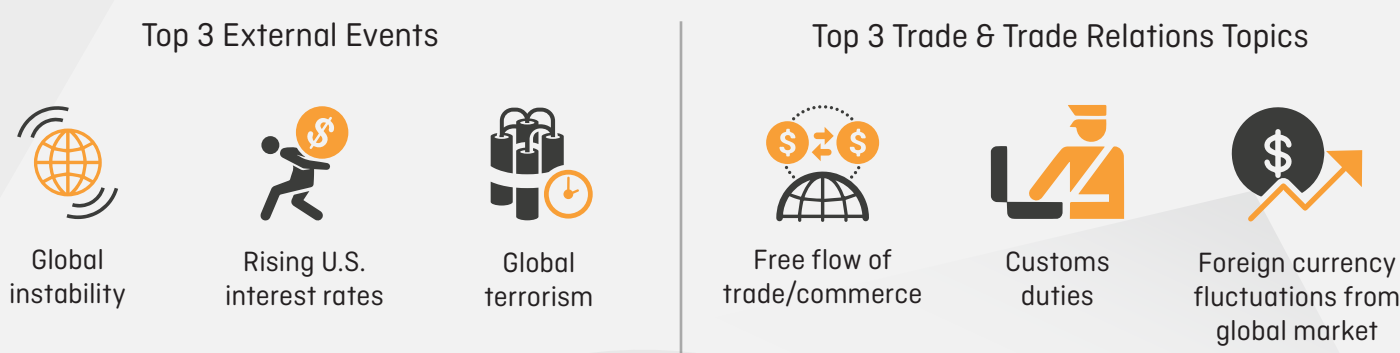 Top 3 External Events
Global
instability
Rising U.S.
interest rates
Global
terrorism
Top 3 Trade & Trade Relations Topics
$
$
$
$
Free flow of
trade/commerce
Customs
duties
Foreign currency
fluctuations from
global market